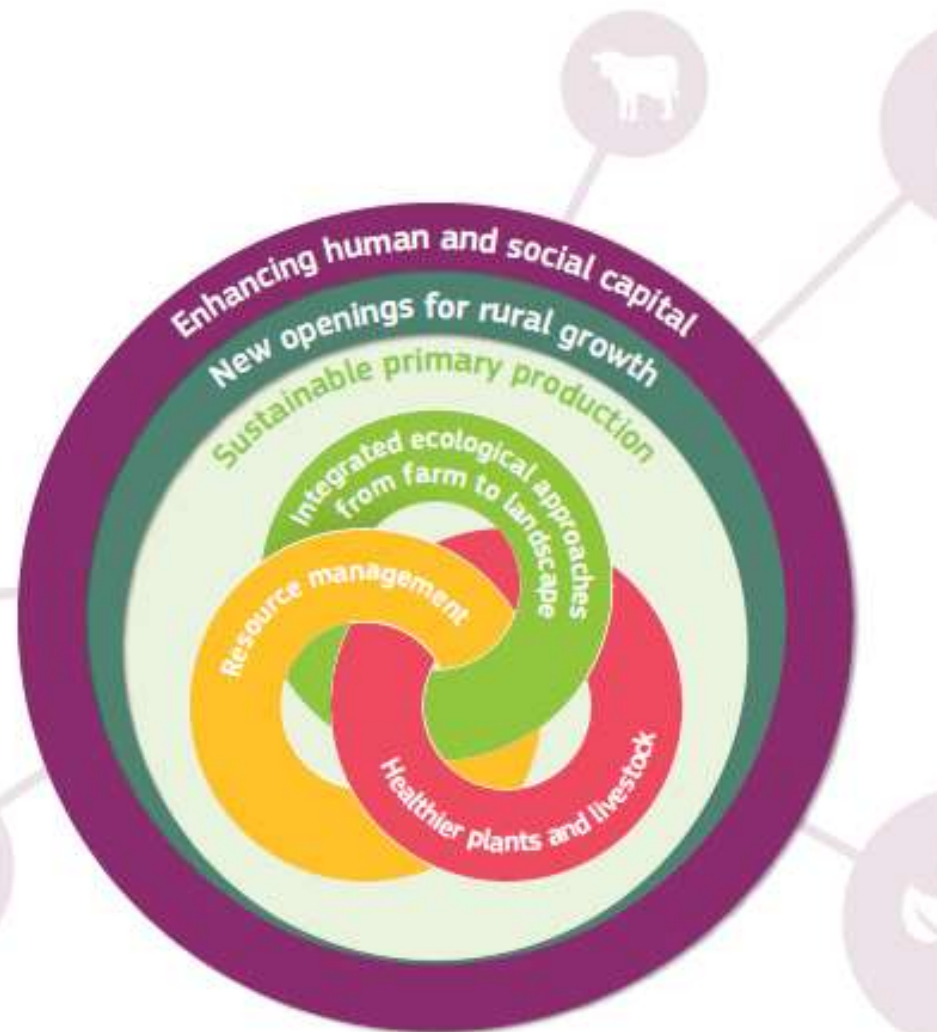 Enhancing human and social capital
New openings for rural growth
Sustainable primary production
Integrated ecological approaches
from farm to landscape
Resource management
Healthier plants and livestock